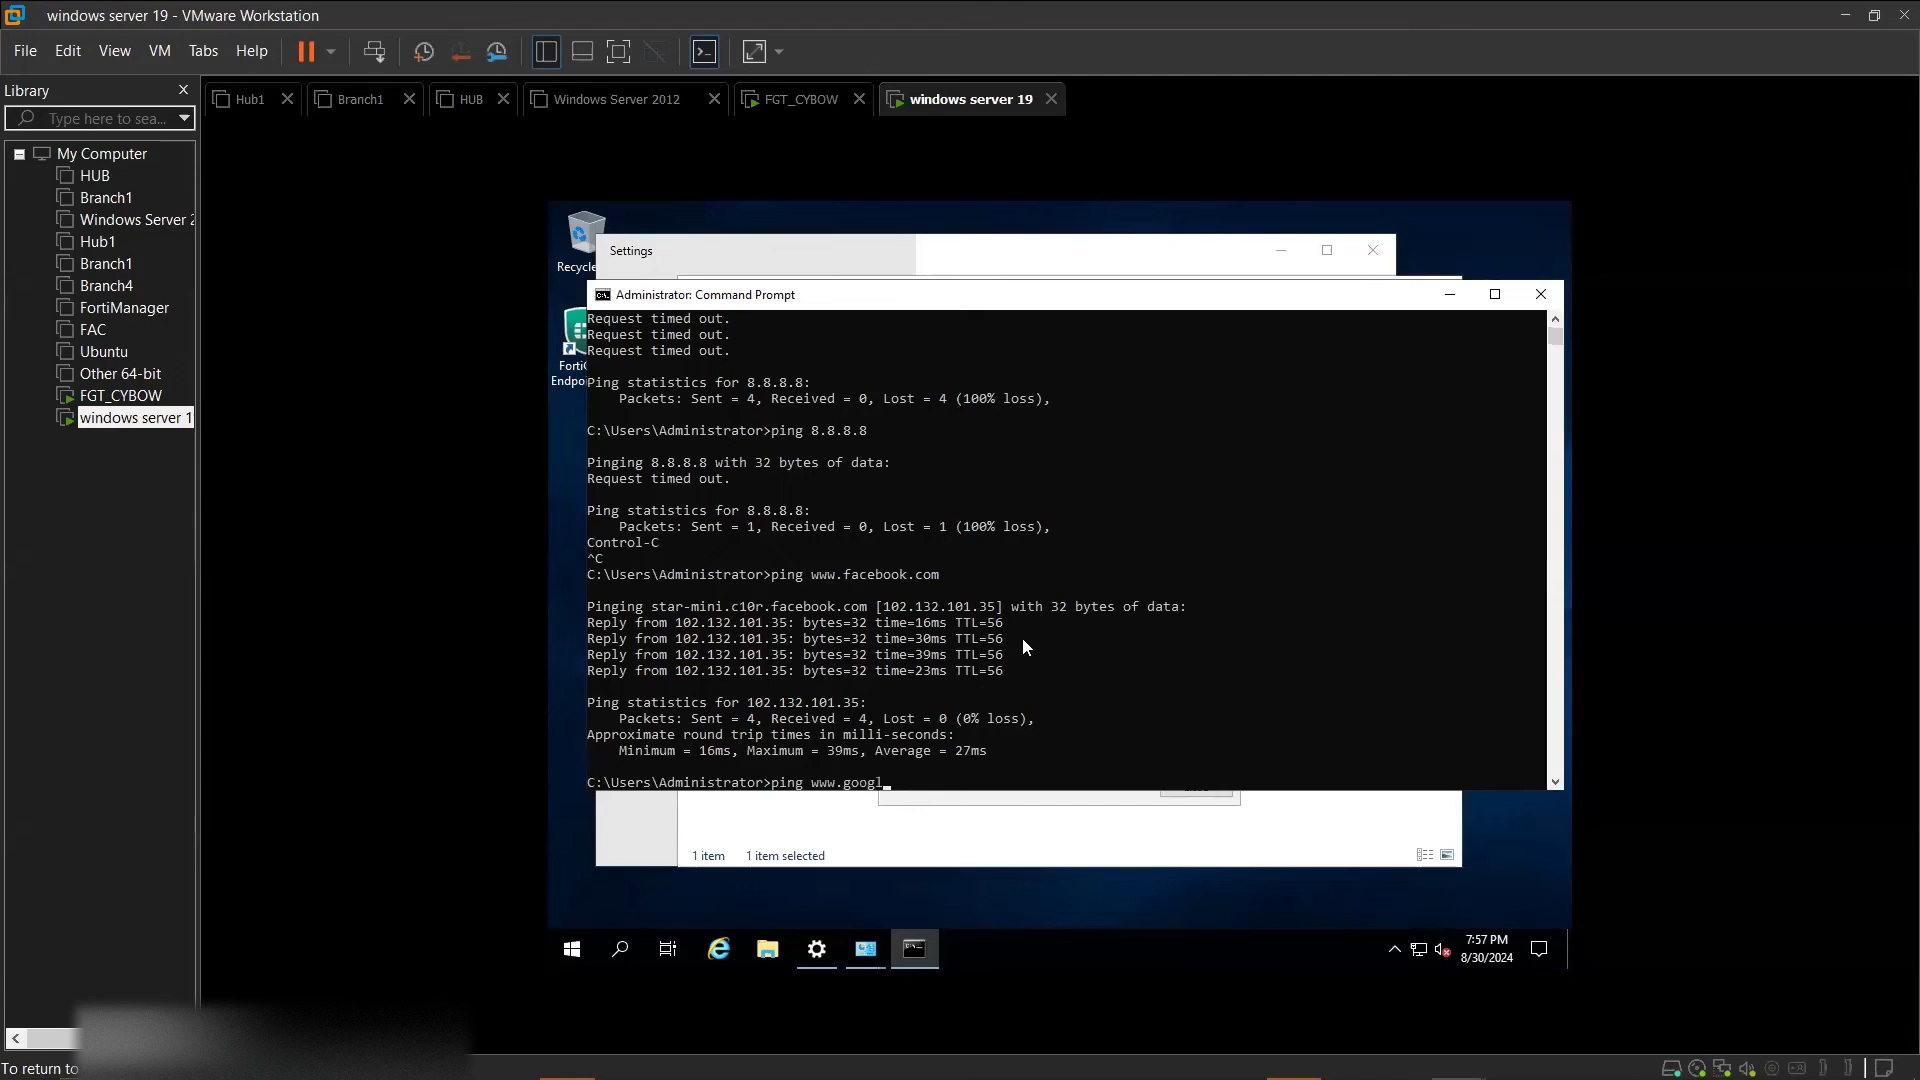 windows server 19 - VMware Workstation
File Edit View VM Tabs Help
Library
Type here to sea...
Hub1
Branch1
HUB
Windows Server 2012
FGT_CYBOW
windows server 19
My Computer
HUB
Branch1
Windows Server 2
Hub1
Branch1
Branch4
FortiManager
FAC
Ubuntu
Other 64-bit
FGT_CYBOW
windows server 1
Recycle
FortiC
Endpoi
Settings
Administrator: Command Prompt
Request timed out.
Request timed out.
Request timed out.
Ping statistics for 8.8.8.8:
Packets: Sent = 4, Received = 0, Lost = 4 (100% loss),
C:\Users\Administrator>ping 8.8.8.8
Pinging 8.8.8.8 with 32 bytes of data:
Request timed out.
Ping statistics for 8.8.8.8:
Packets: Sent = 1, Received = 0, Lost = 1 (100% loss),
Control-C
^C
C:\Users\Administrator>ping www.facebook.com
Pinging star-mini.c10r.facebook.com [102.132.101.35] with 32 bytes of data:
Reply from 102.132.101.35: bytes=32 time=16ms TTL=56
Reply from 102.132.101.35: bytes=32 time=30ms TTL=56
Reply from 102.132.101.35: bytes=32 time=39ms TTL=56
Reply from 102.132.101.35: bytes=32 time=23ms TTL=56
Ping statistics for 102.132.101.35:
Packets: Sent = 4, Received = 4, Lost = 0 (0% loss),
Approximate round trip times in milli-seconds:
Minimum = 16ms, Maximum = 39ms, Average = 27ms
C:\Users\Administrator>ping www.googl_
1 item 1 item selected
7:57 PM
8/30/2024
To return to